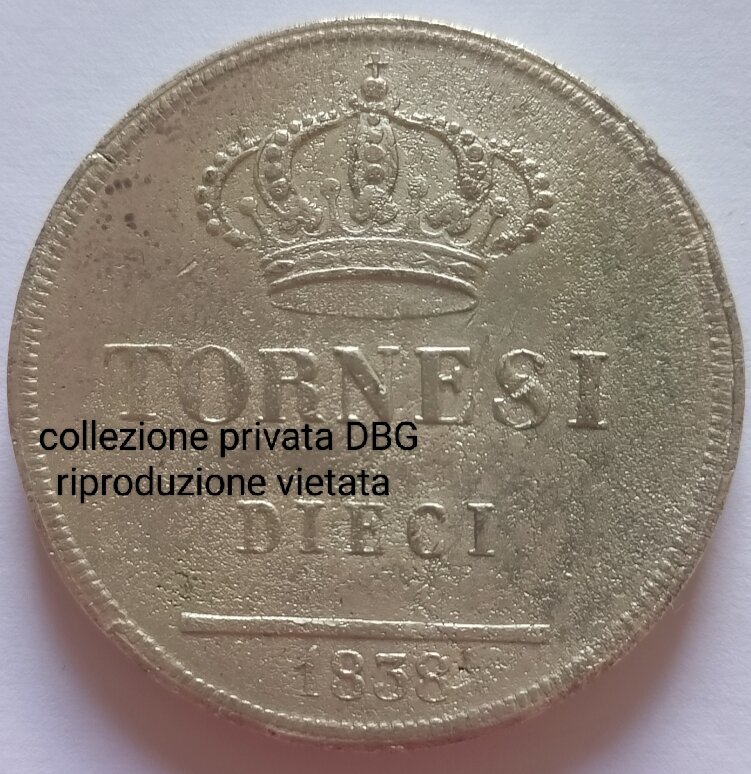 TORNESI
collezione privata DBG
riproduzione vietata
DIECI
1838